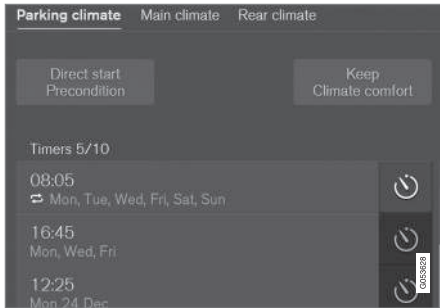 Parking climate Main climate Rear climate
Direct start
Precondition
Keep
Climate comfort
Timers 5/10
08:05
Mon, Tue, Wed, Fri, Sat, Sun
16:45
Mon, Wed, Fri
12:25
Mon 24 Dec
G053628